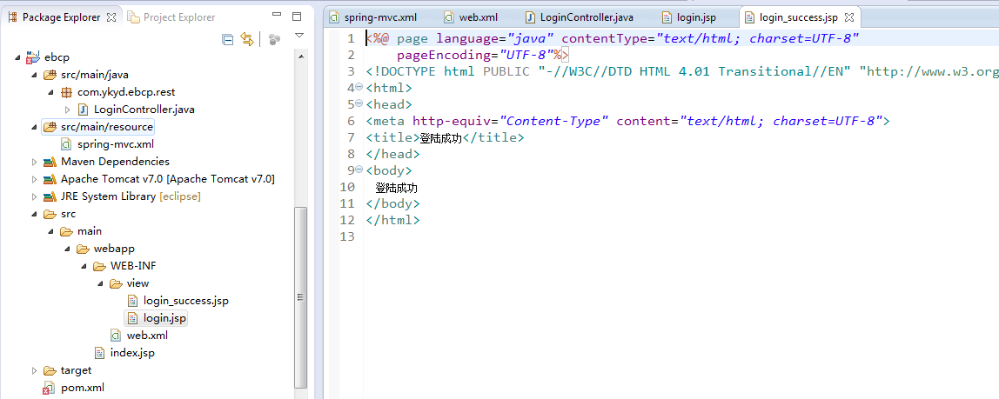 Package Explorer
Project Explorer
ebcp
src/main/java
com.ykyd.ebcp.rest
LoginController.java
src/main/resource
spring-mvc.xml
Maven Dependencies
Apache Tomcat v7.0 [Apache Tomcat v7.0]
JRE System Library [eclipse]
src
main
webapp
WEB-INF
view
login_success.jsp
login.jsp
web.xml
index.jsp
target
pom.xml
spring-mvc.xml
web.xml
LoginController.java
login.jsp
login_success.jsp
1 <%@ page language="java" contentType="text/html; charset=UTF-8"
2 pageEncoding="UTF-8"%>
3 <!DOCTYPE html PUBLIC "-//W3C//DTD HTML 4.01 Transitional//EN" "http://www.w3.org
4 <html>
5 <head>
6 <meta http-equiv="Content-Type" content="text/html; charset=UTF-8">
7 <title>登陆成功</title>
8 </head>
9 <body>
10 登陆成功
11 </body>
12 </html>
13